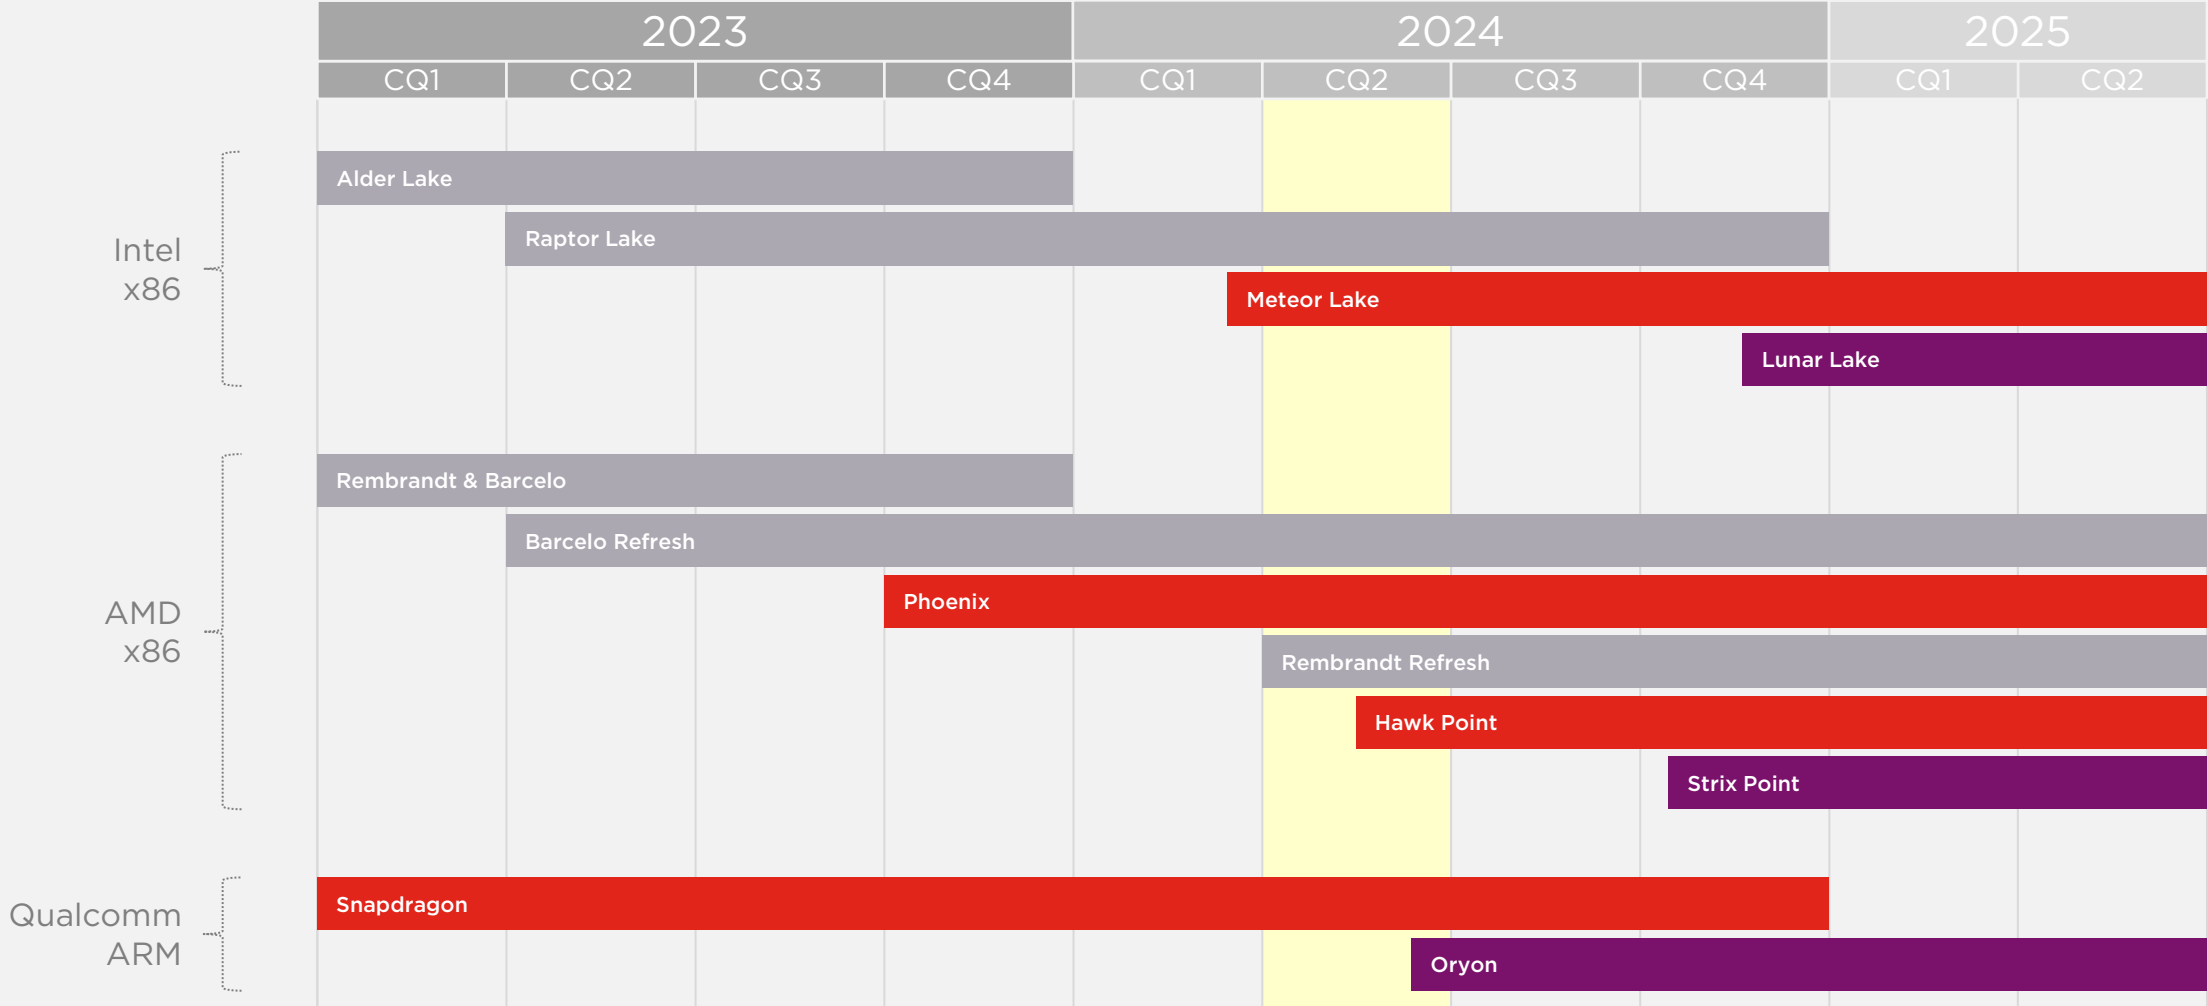 2023 2024 2025
CQ1 CQ2 CQ3 CQ4 CQ1 CQ2 CQ3 CQ4 CQ1 CQ2
Intel
x86
Alder Lake
Raptor Lake
Meteor Lake
Lunar Lake
AMD
x86
Rembrandt & Barcelo
Barcelo Refresh
Phoenix
Rembrandt Refresh
Hawk Point
Strix Point
Qualcomm
ARM
Snapdragon
Oryon